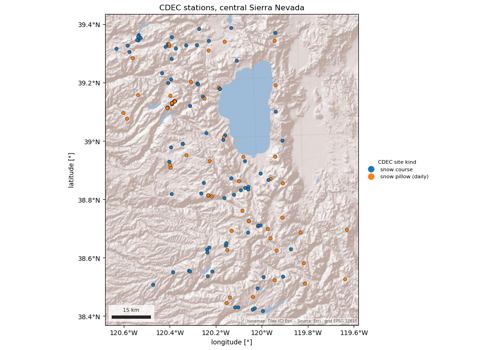 CDEC stations, central Sierra Nevada
39.4°N
39.2°N
39°N
38.8°N
38.6°N
38.4°N
latitude [°]
120.6°W
120.4°W
120.2°W
120°W
119.8°W
119.6°W
longitude [°]
15 km
CDEC site kind
snow course
snow pillow (daily)